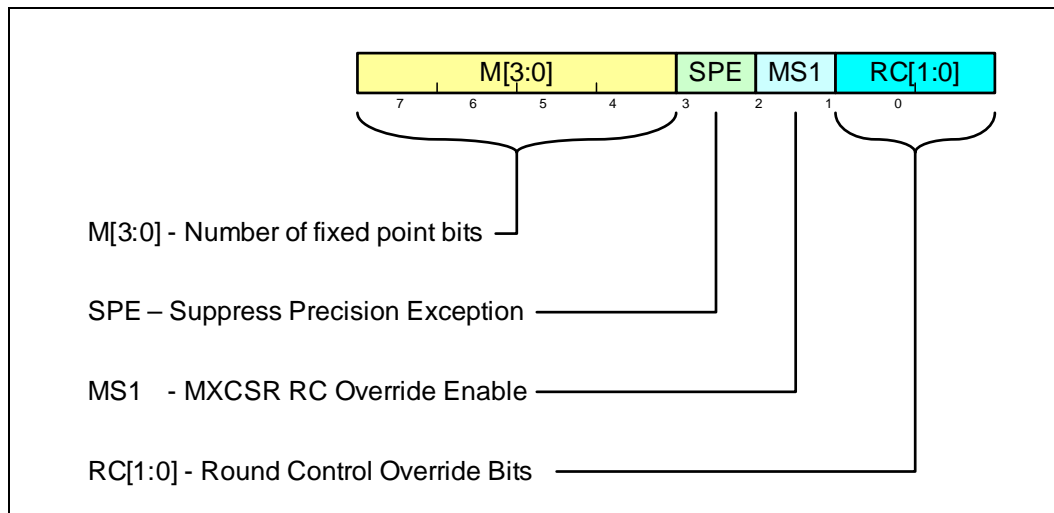 M[3:0] SPE MS1 RC[1:0]
7 6 5 4 3 2 1 0
M[3:0] - Number of fixed point bits
SPE – Suppress Precision Exception
MS1 - MXCSR RC Override Enable
RC[1:0] - Round Control Override Bits